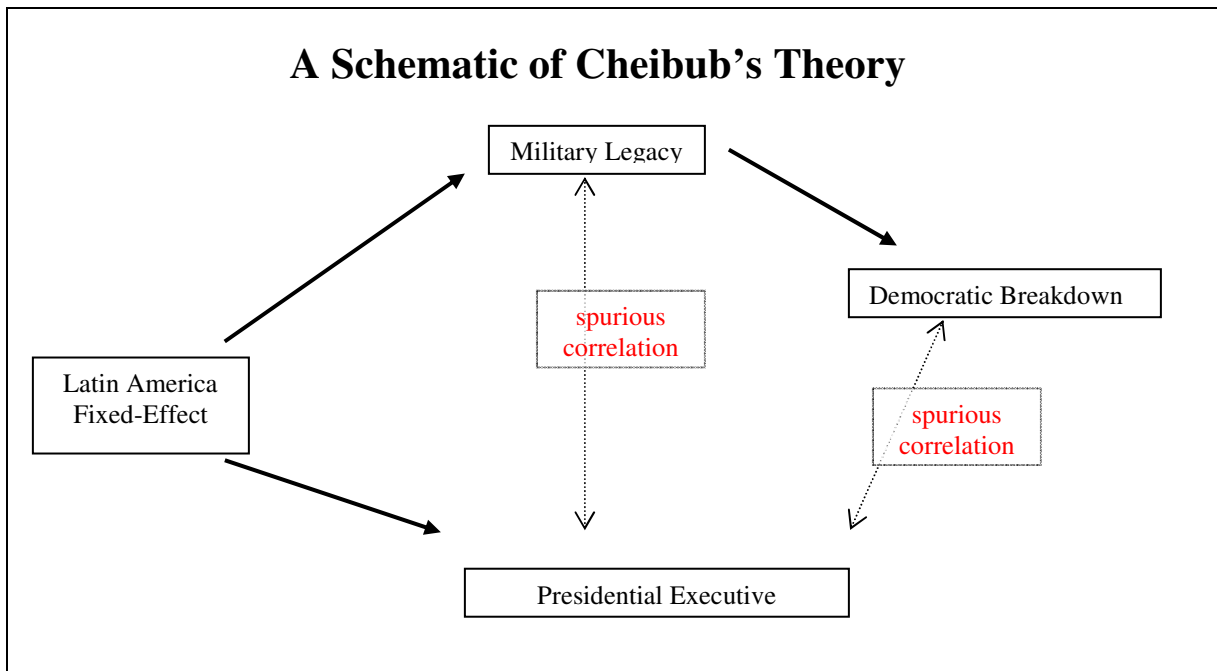 A Schematic of Cheibub's Theory
Military Legacy
Democratic Breakdown
spurious
correlation
Latin America
Fixed-Effect
spurious
correlation
Presidential Executive